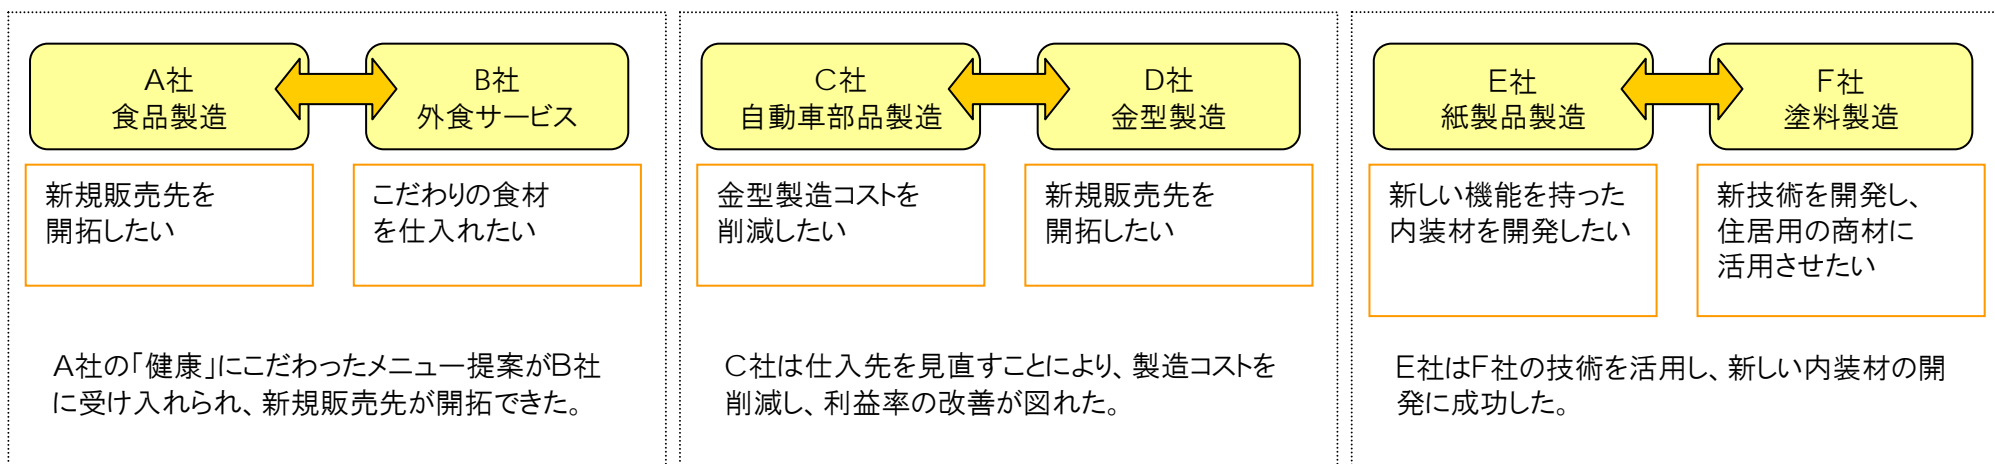 A社
食品製造
B社
外食サービス
新規販売先を
開拓したい
こだわりの食材
を仕入れたい
A社の「健康」にこだわったメニュー提案がB社
に受け入れられ、新規販売先が開拓できた。
C社
自動車部品製造
D社
金型製造
金型製造コストを
削減したい
新規販売先を
開拓したい
C社は仕入先を見直すことにより、製造コストを
削減し、利益率の改善が図れた。
E社
紙製品製造
F社
塗料製造
新しい機能を持った
内装材を開発したい
新技術を開発し、
住居用の商材に
活用させたい
E社はF社の技術を活用し、新しい内装材の開
発に成功した。